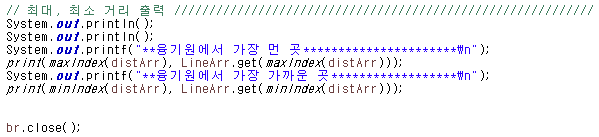 // 최대, 최소 거리 출력 ////////////////////////////////////////////////////////////
System.out.println();
System.out.println();
System.out.printf("**융기원에서 가장 먼 곳**********************₩n");
print(maxIndex(distArr), LineArr.get(maxIndex(distArr)));
System.out.printf("**융기원에서 가장 가까운 곳******************₩n");
print(minIndex(distArr), LineArr.get(minIndex(distArr)));
br.close();